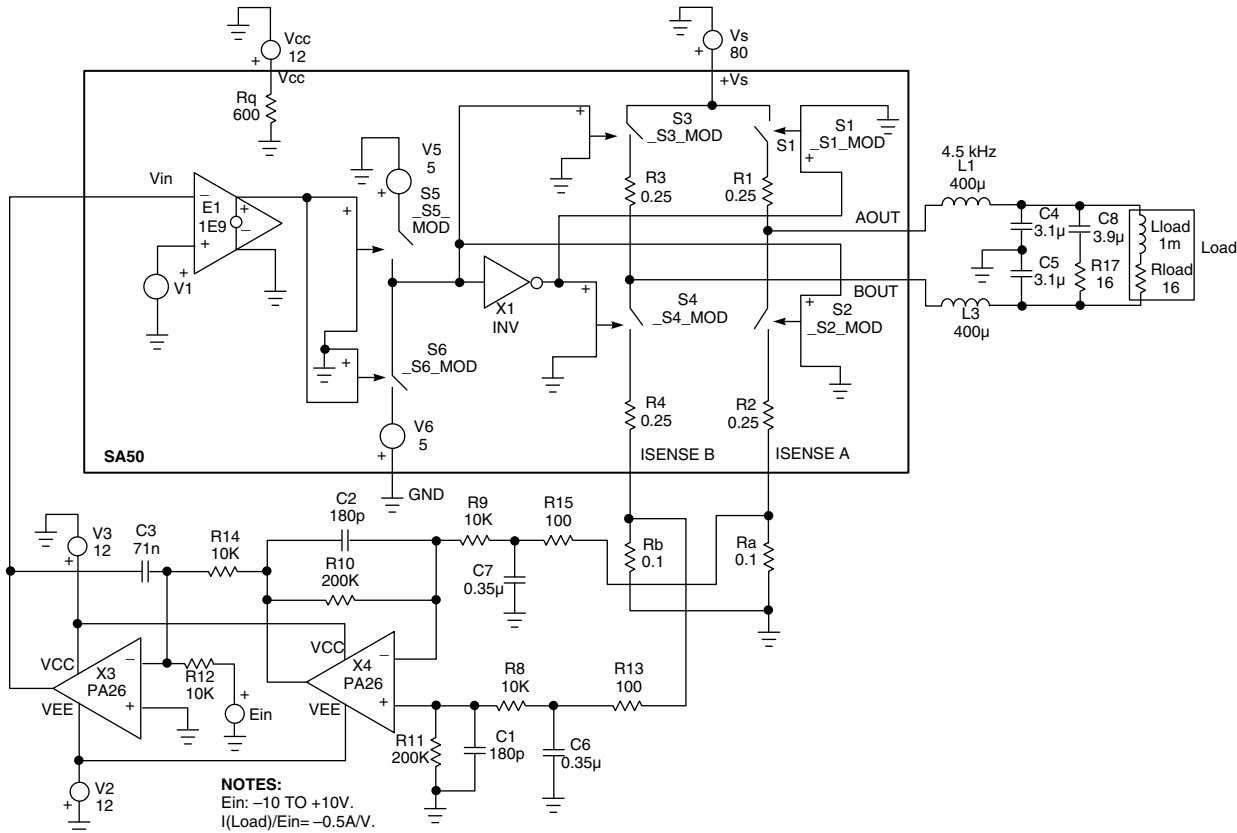 Vcc
12
Vcc
Rq
600
Vs
80
+Vs
Vin
E1
1E9
V1
V5
5
S5
_S5_
MOD
S3
_S3_MOD
S1
S1
_S1_MOD
R3
0.25
R1
0.25
AOUT
BOUT
X1
INV
S4
_S4_MOD
S2
_S2_MOD
S6
_S6_MOD
V6
5
R4
0.25
R2
0.25
ISENSE B
ISENSE A
SA50
GND
4.5 kHz
L1
400µ
C4
3.1µ
C8
3.9µ
Lload
1m
Load
C5
3.1µ
R17
16
Rload
16
L3
400µ
V3
12
C3
71n
R14
10K
C2
180p
R10
200K
R9
10K
R15
100
C7
0.35µ
Rb
0.1
Ra
0.1
VCC
X3
PA26
VEE
R12
10K
Ein
VCC
X4
PA26
VEE
R8
10K
R13
100
R11
200K
C1
180p
C6
0.35µ
V2
12
NOTES:
Ein: –10 TO +10V.
I(Load)/Ein= –0.5A/V.